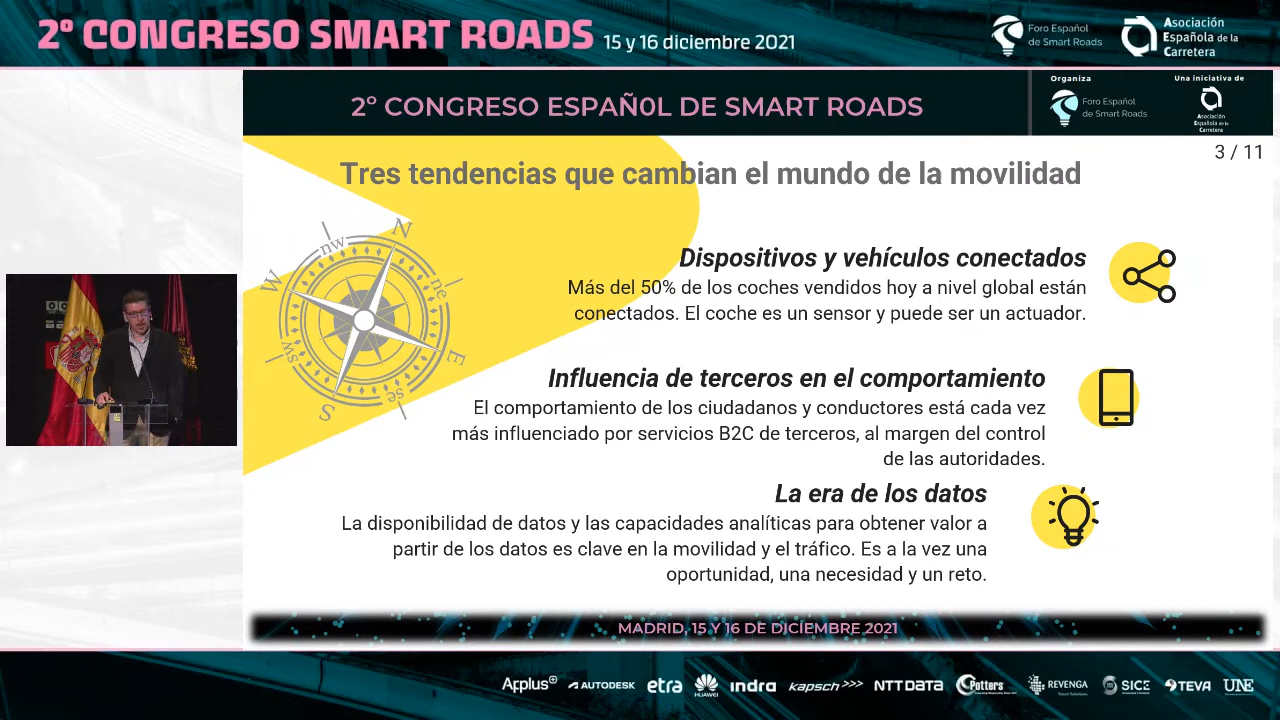 2º CONGRESO SMART ROADS 15 y 16 diciembre 2021
Foro Español
de Smart Roads
Asociación
Española de la
Carretera
2º CONGRESO ESPAÑ0L DE SMART ROADS
Organiza
Foro Español
de Smart Roads
Una iniciativa de
Asociación
Española de la
Carretera
3 / 11
Tres tendencias que cambian el mundo de la movilidad
N
nw
W
ne
E
sw
se
S
Dispositivos y vehículos conectados
Más del 50% de los coches vendidos hoy a nivel global están
conectados. El coche es un sensor y puede ser un actuador.
Influencia de terceros en el comportamiento
El comportamiento de los ciudadanos y conductores está cada vez
más influenciado por servicios B2C de terceros, al margen del control
de las autoridades.
La era de los datos
La disponibilidad de datos y las capacidades analíticas para obtener valor a
partir de los datos es clave en la movilidad y el tráfico. Es a la vez una
oportunidad, una necesidad y un reto.
MADRID, 15 Y 16 DE DICIEMBRE 2021
Applus+ AUTODESK etra HUAWEI indra kapsch>>> NTT DATA Potters REVENGA SICE TEVA UNE